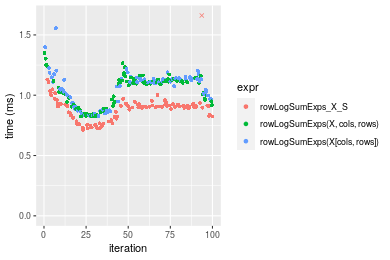 1.5
1.0
0.5
0.0
time (ms)
0 25 50 75 100
iteration
expr
rowLogSumExps_X_S
rowLogSumExps(X, cols, rows)
rowLogSumExps(X[cols, rows])